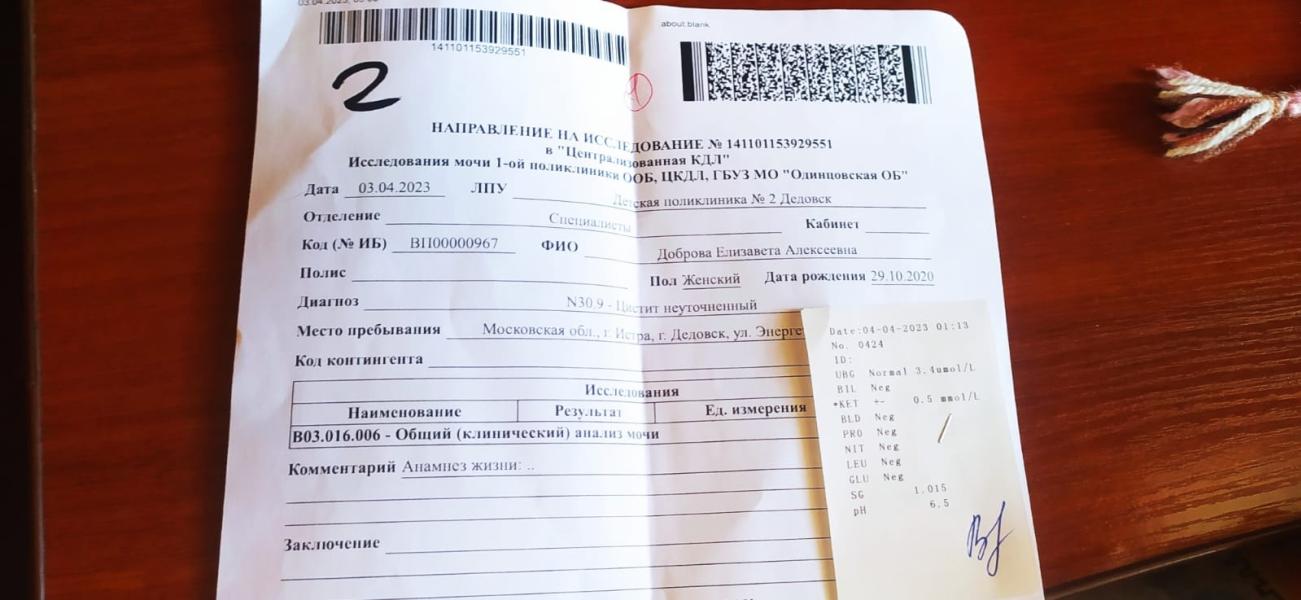 about:blank
141101153929551
2
НАПРАВЛЕНИЕ НА ИССЛЕДОВАНИЕ № 141101153929551
в "Централизованная КДЛ"
Исследования мочи 1-ой поликлиники ООБ, ЦКДЛ, ГБУЗ МО "Одинцовская ОБ"
Дата 03.04.2023 ЛПУ Детская поликлиника № 2 Дедовск
Отделение Специалисты Кабинет
Код (№ ИБ) ВП00000967 ФИО Доброва Елизавета Алексеевна
Полис Пол Женский Дата рождения 29.10.2020
Диагноз N30.9 - Цистит неуточненный
Место пребывания Московская обл., г. Истра, г. Дедовск, ул. Энерге
Код контингента
Исследования
Наименование Результат Ед. измерения
B03.016.006 - Общий (клинический) анализ мочи
Комментарий Анамнез жизни: ..
Заключение
Date:04-04-2023 01:13
No. 0424
ID:
UBG Normal 3.4umol/L
BIL Neg
*KET +- 0.5 mmol/L
BLD Neg
PRO Neg
NIT Neg
LEU Neg
GLU Neg
SG 1.015
pH 6.5